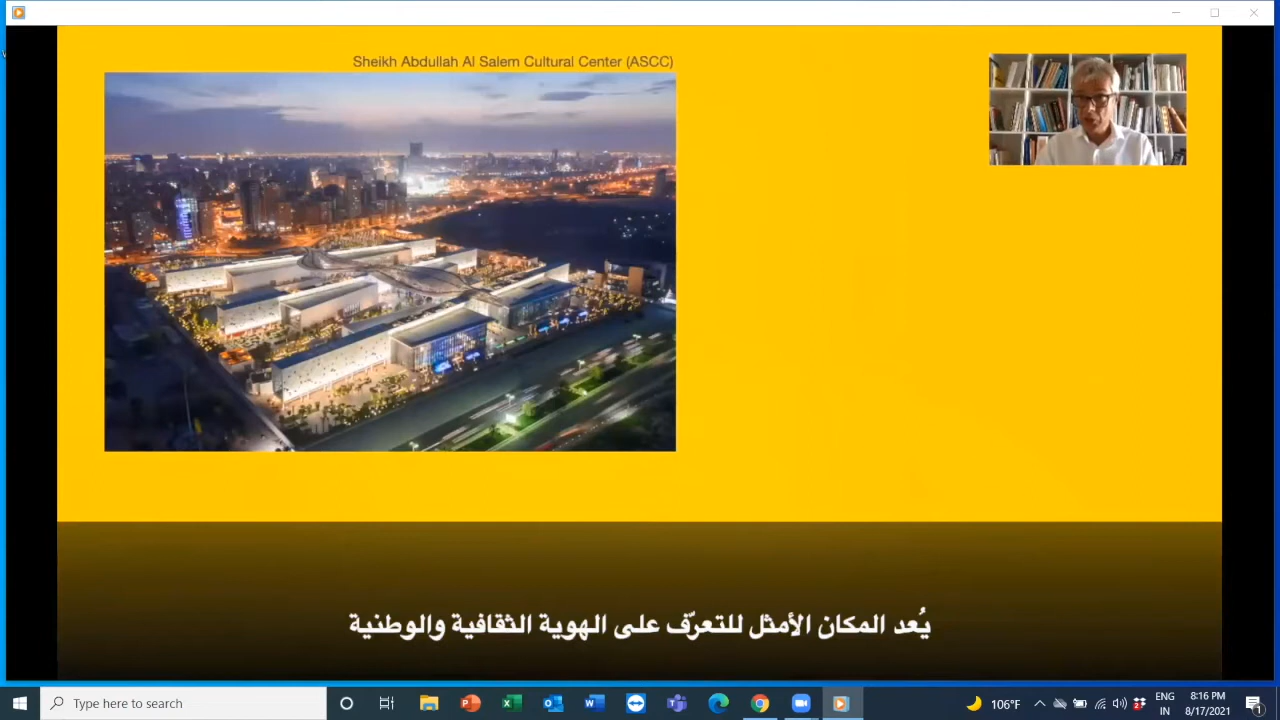 Sheikh Abdullah Al Salem Cultural Center (ASCC)
يُعد المكان الأمثل للتعرّف على الهوية الثقافية والوطنية
Type here to search
106°F
ENG
IN
8:16 PM
8/17/2021
1